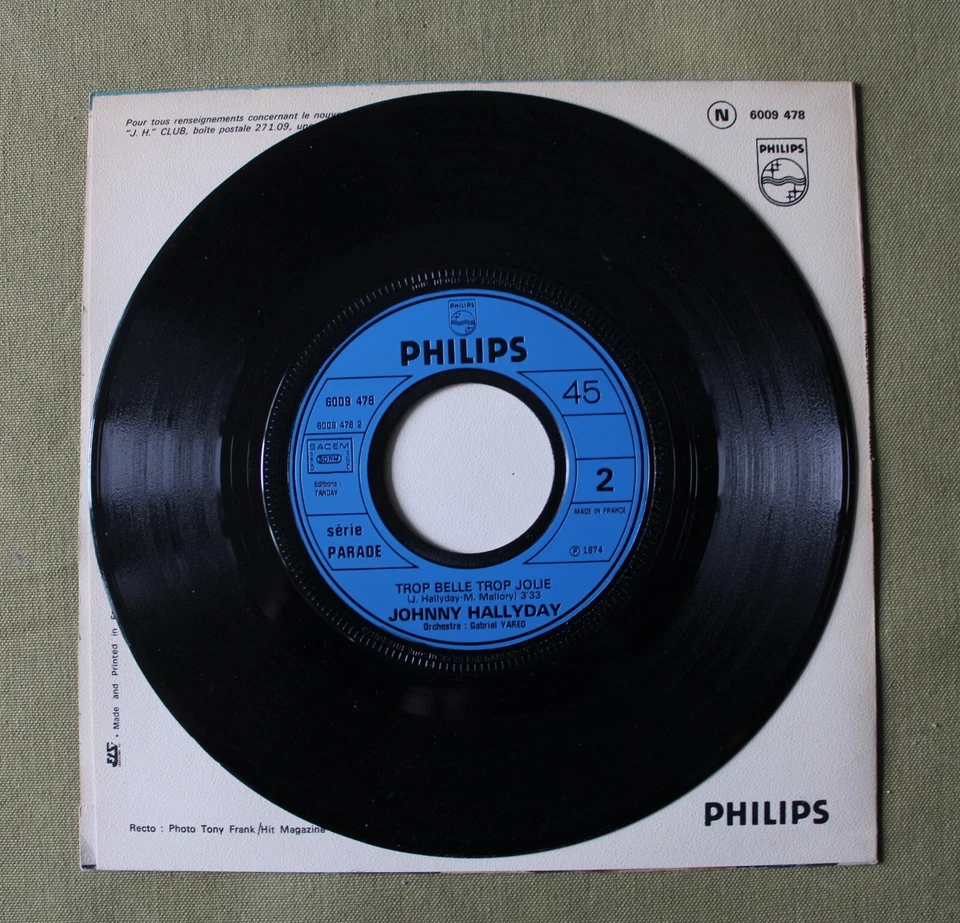 Pour tous renseignements concernant le
"J. H." CLUB, boîte postale 271.09,
N 6009 478
PHILIPS
PHILIPS
PHILIPS
6009 478
6009 478 2
SACEM
SDRM
Editions :
TANDAY
série
PARADE
45
2
MADE IN FRANCE
℗ 1974
TROP BELLE TROP JOLIE
(J. Hallyday-M. Mallory) 3'33
JOHNNY HALLYDAY
Orchestre : Gabriel YARED
Made and Printed in
Recto : Photo Tony Frank/Hit Magazine
PHILIPS